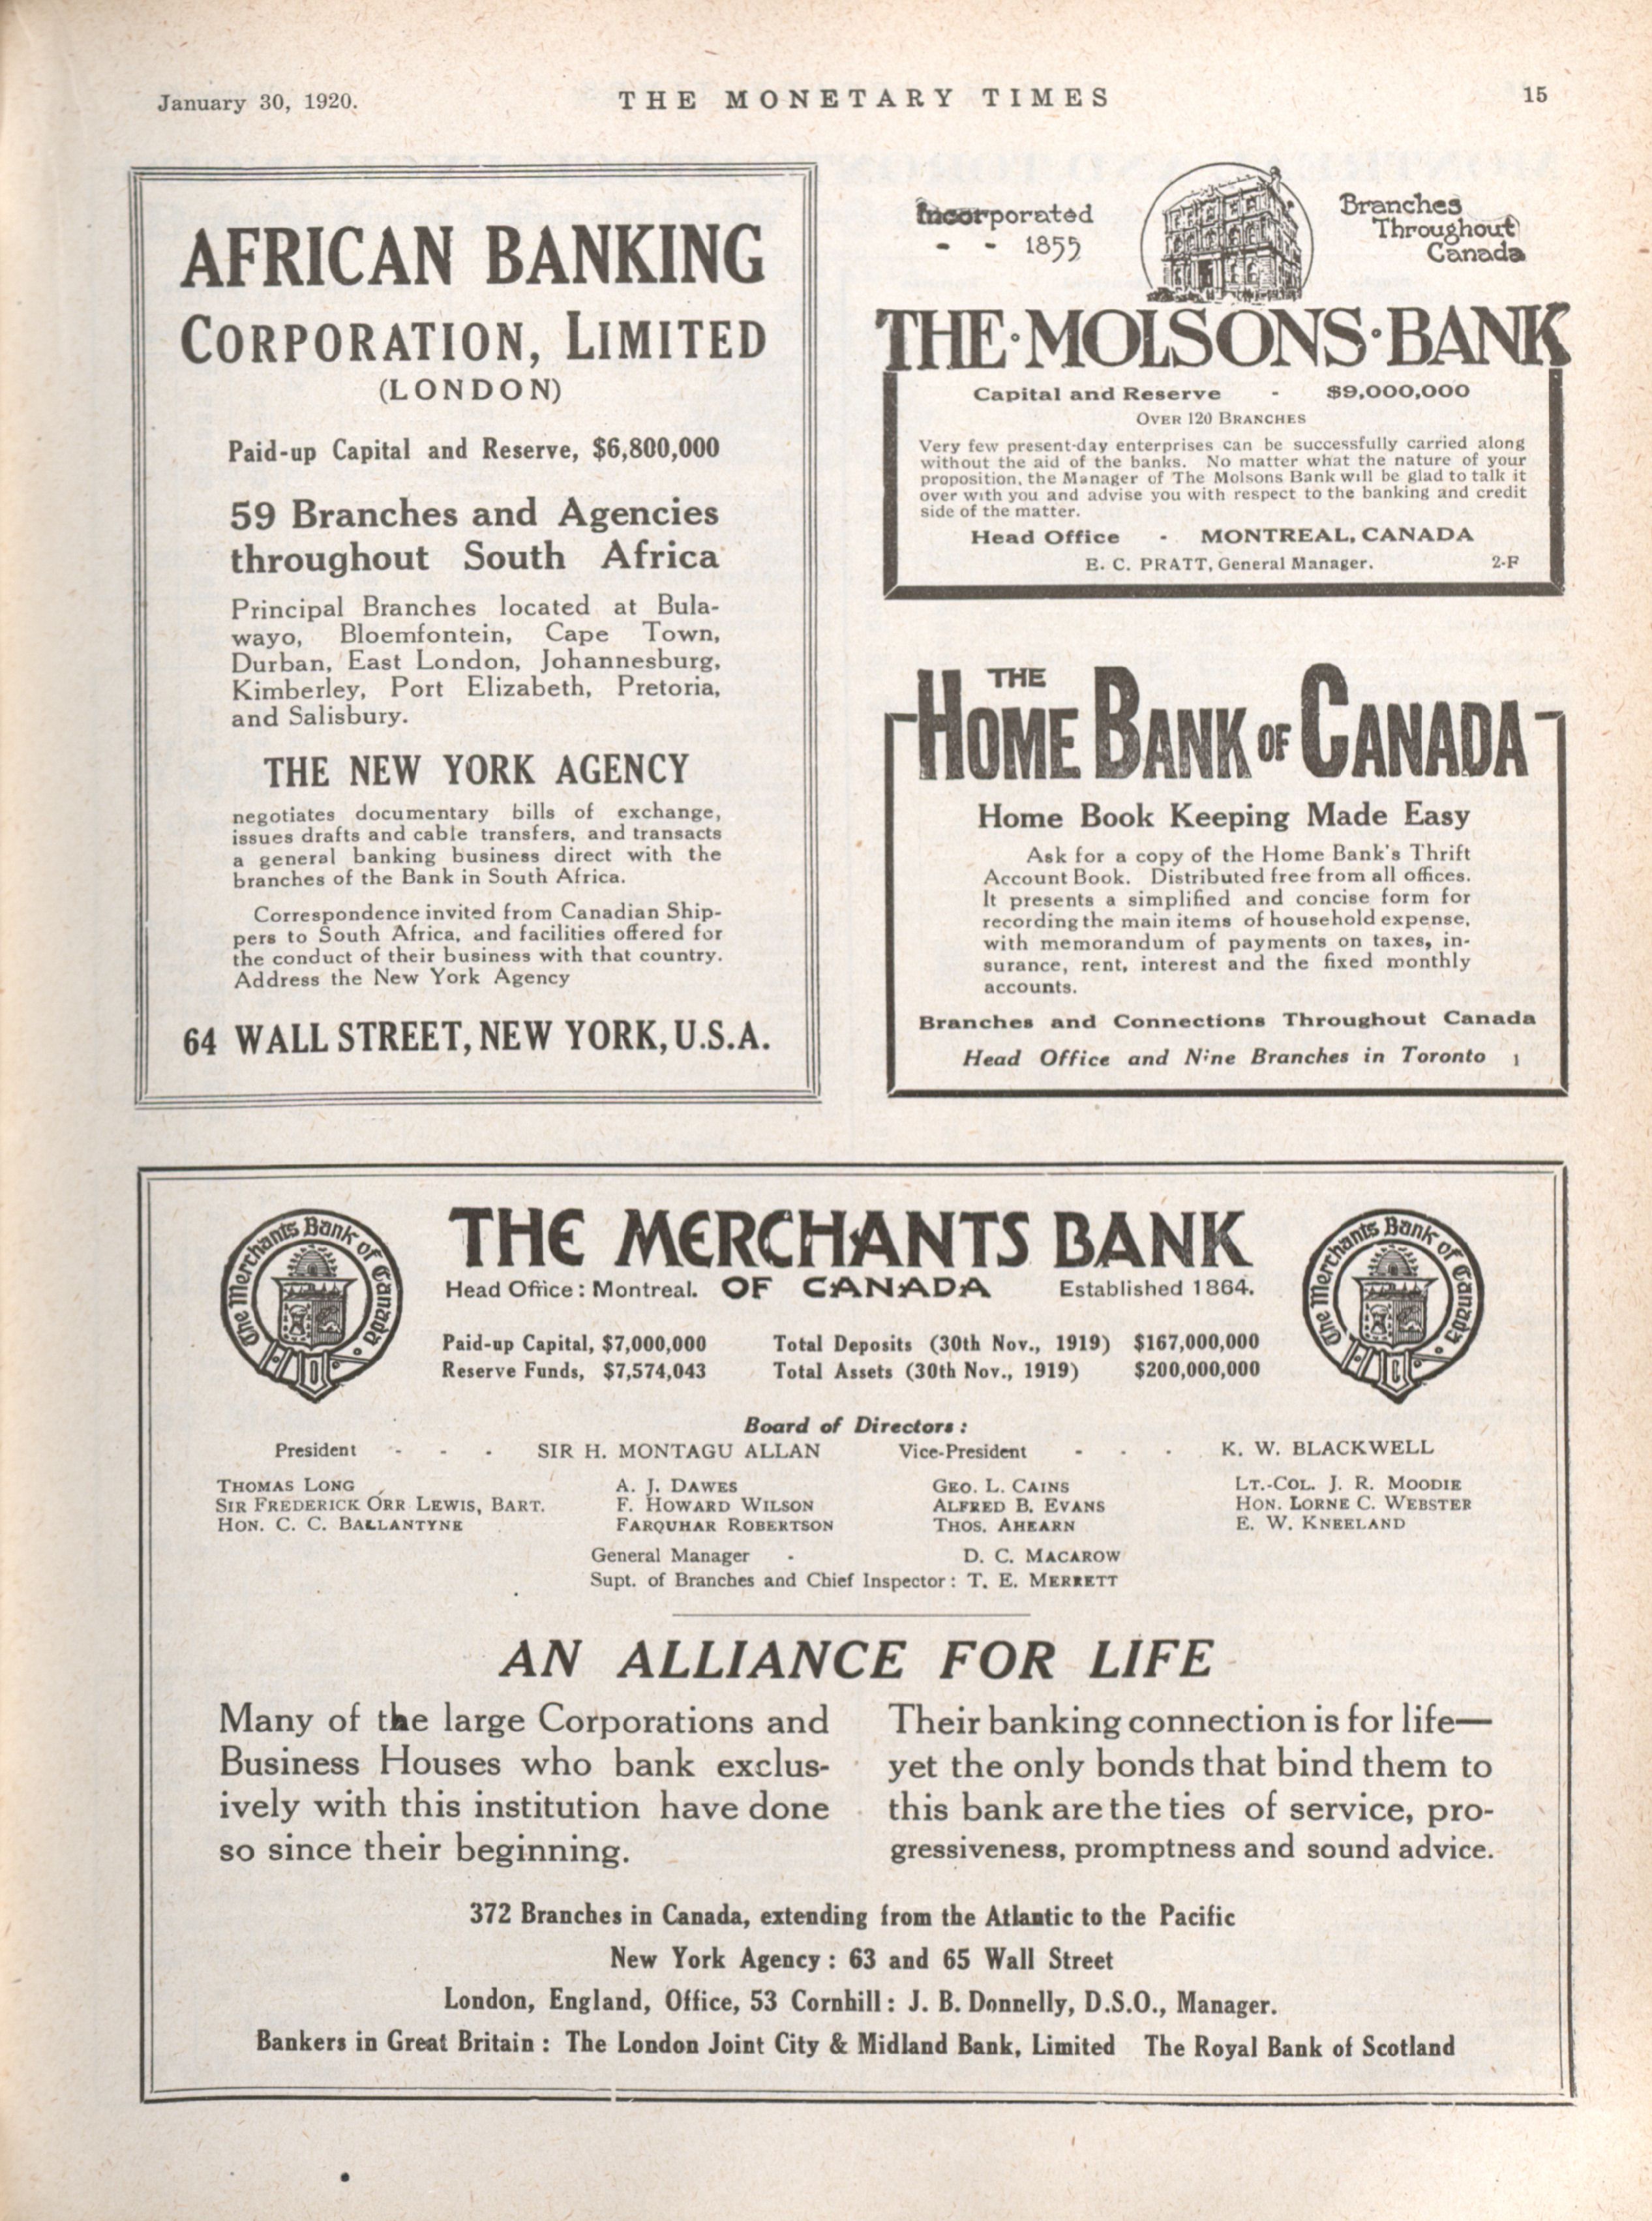 January 30, 1920.
THE MONETARY TIMES
15
AFRICAN BANKING
CORPORATION, LIMITED
(LONDON)
Paid-up Capital and Reserve, $6,800,000
59 Branches and Agencies
throughout South Africa
Principal Branches located at Bula-
wayo, Bloemfontein, Cape Town,
Durban, East London, Johannesburg,
Kimberley, Port Elizabeth, Pretoria,
and Salisbury.
THE NEW YORK AGENCY
negotiates documentary bills of exchange,
issues drafts and cable transfers, and transacts
a general banking business direct with the
branches of the Bank in South Africa.
Correspondence invited from Canadian Ship-
pers to South Africa, and facilities offered for
the conduct of their business with that country.
Address the New York Agency
64 WALL STREET, NEW YORK, U.S.A.
Incorporated
- - 1855
Branches
Throughout
Canada
THE·MOLSONS·BANK
Capital and Reserve - $9,000,000
OVER 120 BRANCHES
Very few present-day enterprises can be successfully carried along
without the aid of the banks. No matter what the nature of your
proposition, the Manager of The Molsons Bank will be glad to talk it
over with you and advise you with respect to the banking and credit
side of the matter.
Head Office - MONTREAL, CANADA
E. C. PRATT, General Manager. 2-F
THE
HOME BANK OF CANADA
Home Book Keeping Made Easy
Ask for a copy of the Home Bank's Thrift
Account Book. Distributed free from all offices.
It presents a simplified and concise form for
recording the main items of household expense,
with memorandum of payments on taxes, in-
surance, rent, interest and the fixed monthly
accounts.
Branches and Connections Throughout Canada
Head Office and Nine Branches in Toronto 1
The Merchants Bank of Canada
THE MERCHANTS BANK
Head Office: Montreal. OF CANADA Established 1864.
The Merchants Bank of Canada
Paid-up Capital, $7,000,000 Total Deposits (30th Nov., 1919) $167,000,000
Reserve Funds, $7,574,043 Total Assets (30th Nov., 1919) $200,000,000
Board of Directors:
President - - - SIR H. MONTAGU ALLAN Vice-President - - - K. W. BLACKWELL
THOMAS LONG A. J. DAWES GEO. L. CAINS LT.-COL. J. R. MOODIE
SIR FREDERICK ORR LEWIS, BART. F. HOWARD WILSON ALFRED B. EVANS HON. LORNE C. WEBSTER
HON. C. C. BALLANTYNE FARQUHAR ROBERTSON THOS. AHEARN E. W. KNEELAND
General Manager - D. C. MACAROW
Supt. of Branches and Chief Inspector: T. E. MERRETT
AN ALLIANCE FOR LIFE
Many of the large Corporations and
Business Houses who bank exclus-
ively with this institution have done
so since their beginning.
Their banking connection is for life—
yet the only bonds that bind them to
this bank are the ties of service, pro-
gressiveness, promptness and sound advice.
372 Branches in Canada, extending from the Atlantic to the Pacific
New York Agency: 63 and 65 Wall Street
London, England, Office, 53 Cornhill: J. B. Donnelly, D.S.O., Manager.
Bankers in Great Britain: The London Joint City & Midland Bank, Limited The Royal Bank of Scotland